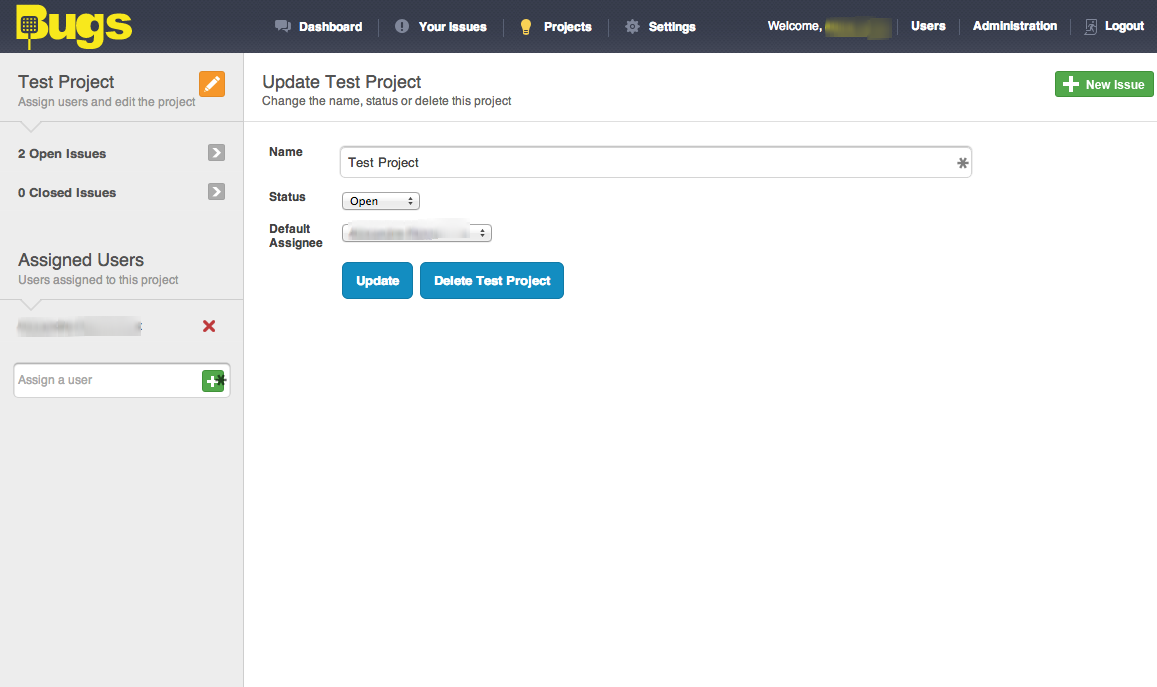 Bugs
Dashboard
Your Issues
Projects
Settings
Welcome,
Users
Administration
Logout
Test Project
Assign users and edit the project
2 Open Issues
0 Closed Issues
Assigned Users
Users assigned to this project
Assign a user
Update Test Project
Change the name, status or delete this project
New Issue
Name
Test Project
Status
Open
Default
Assignee
Update
Delete Test Project